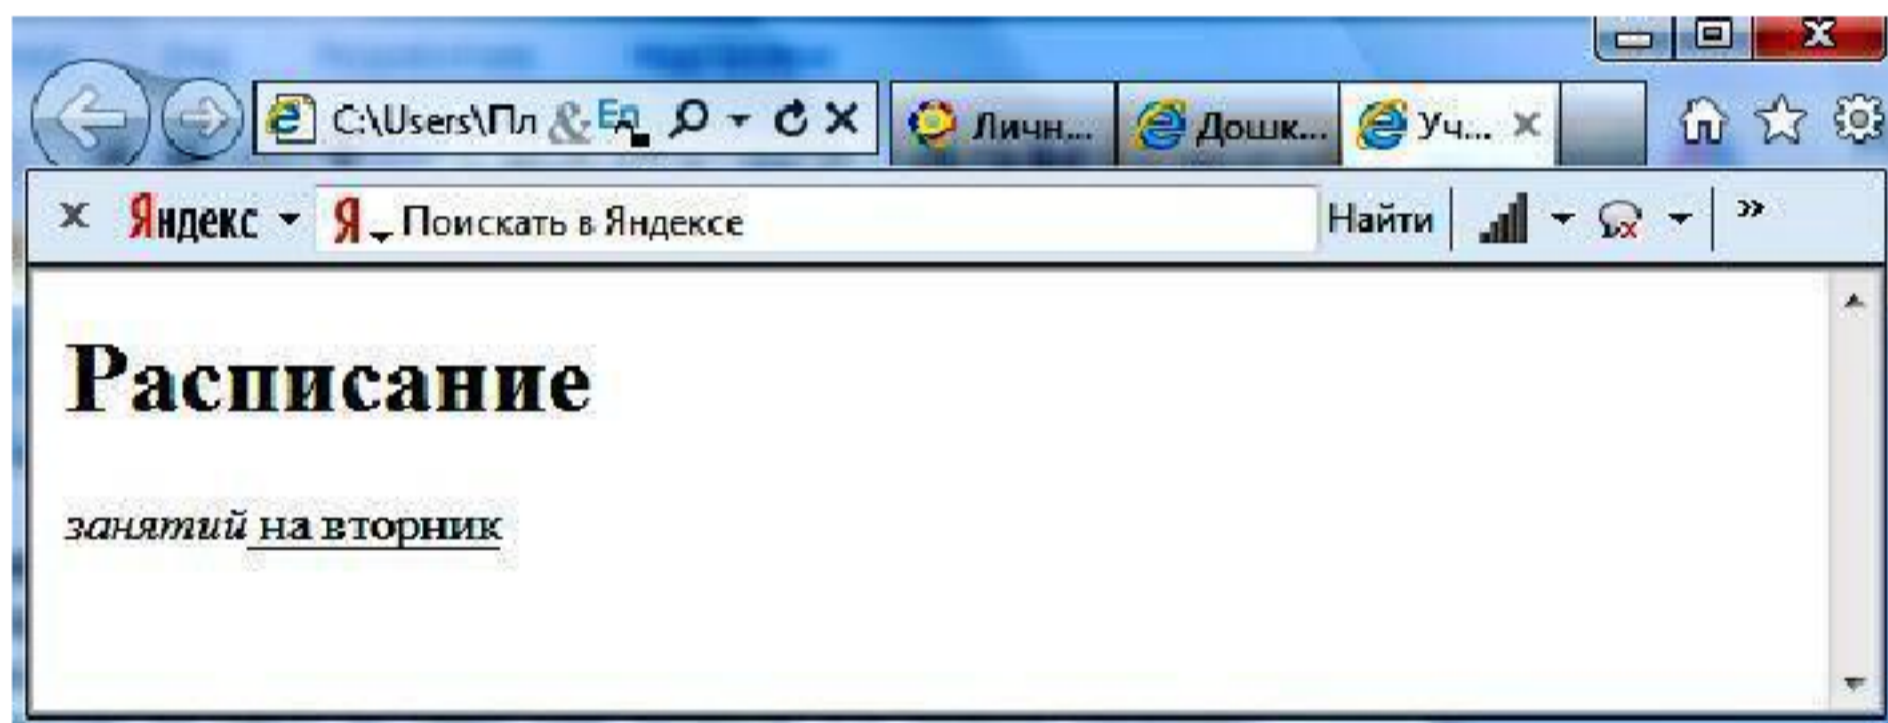 C:\Users\Пл
Личн...
Дошк...
Уч...
Яндекс
Я Поискать в Яндексе
Найти
Расписание
занятий на вторник